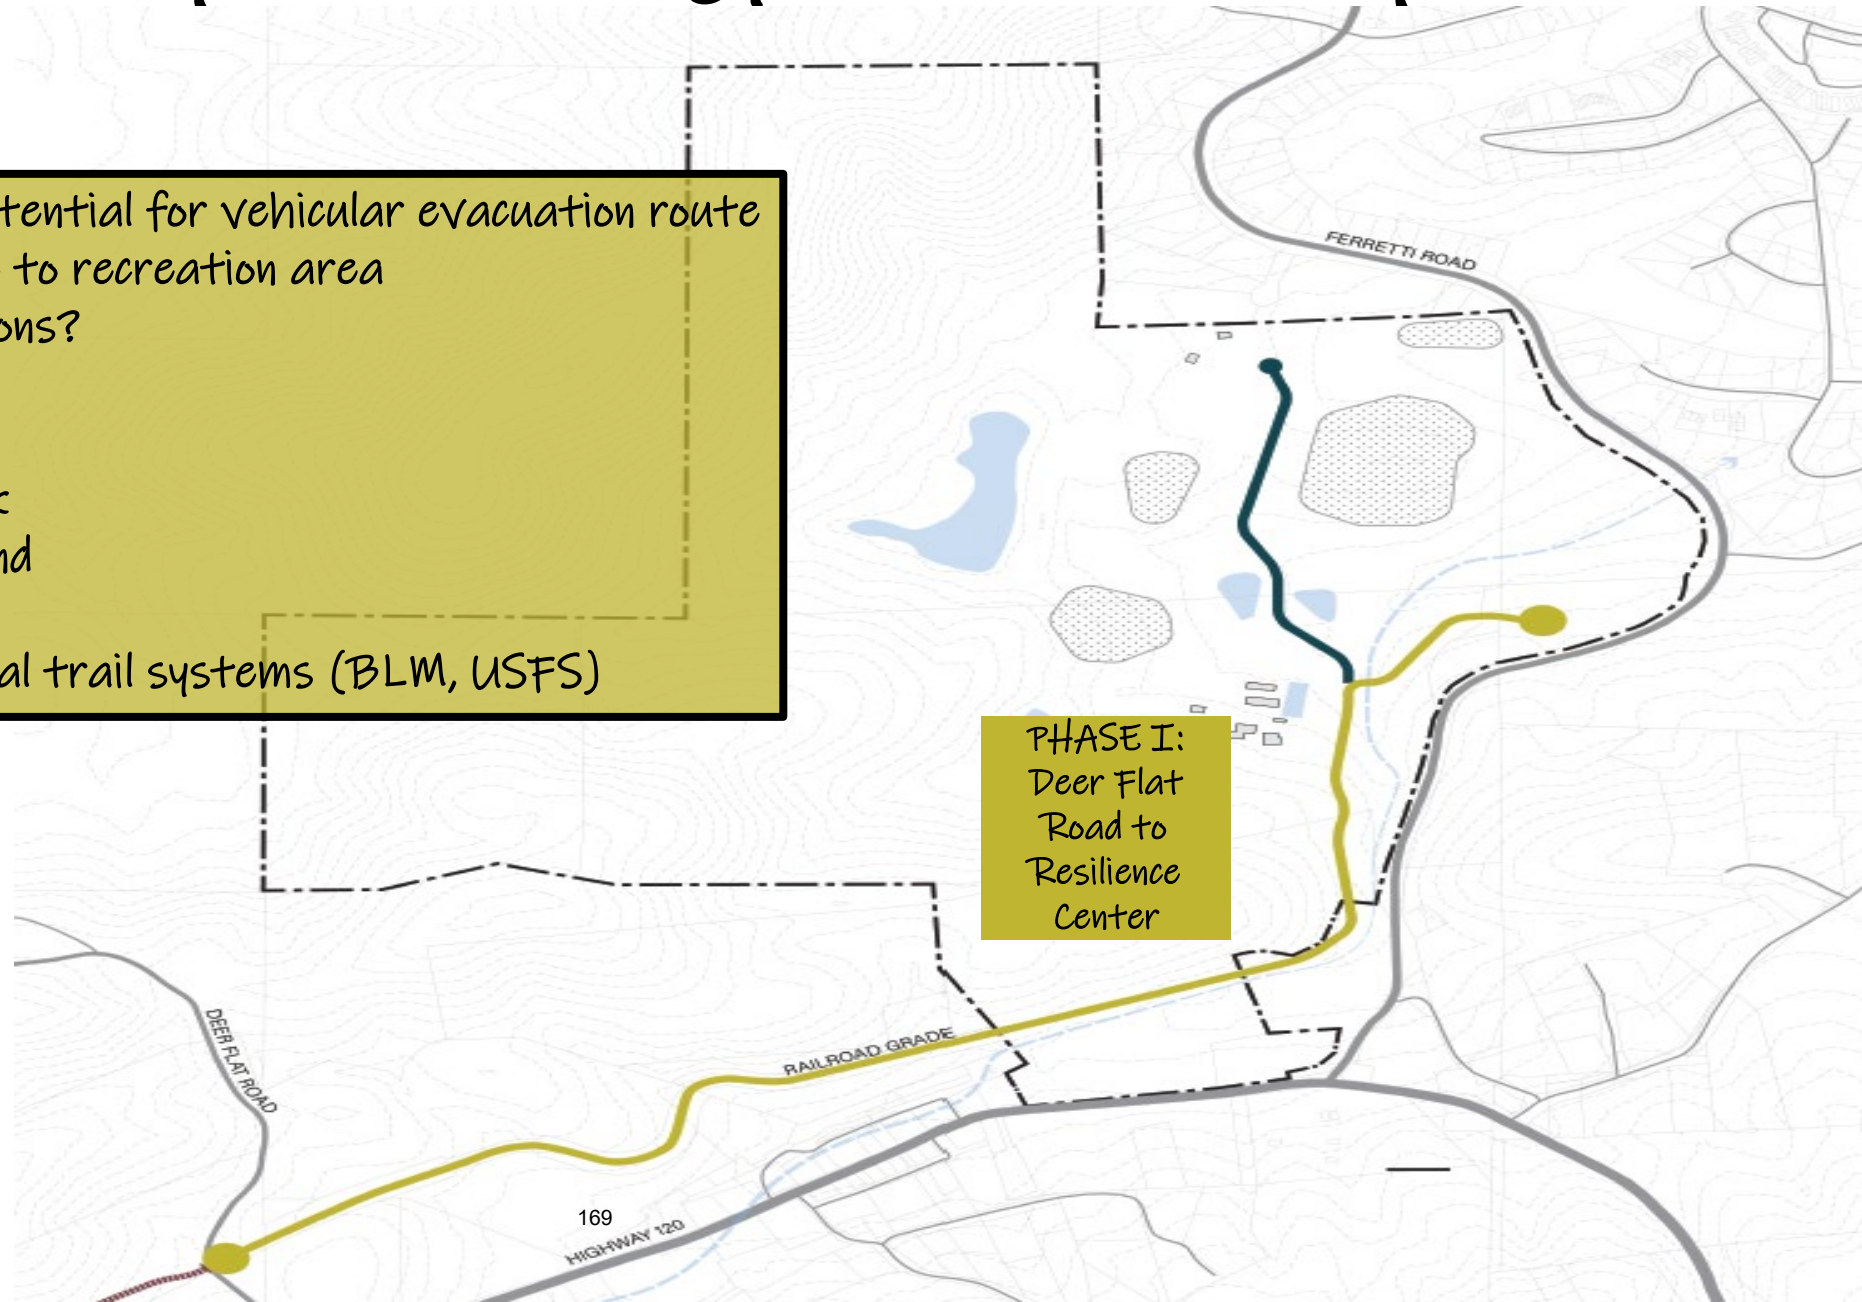 FERRETTI ROAD
tential for vehicular evacuation route
to recreation area
ons?
nd
al trail systems (BLM, USFS)
PHASE I:
Deer Flat
Road to
Resilience
Center
DEER FLAT ROAD
RAILROAD GRADE
169
HIGHWAY 120